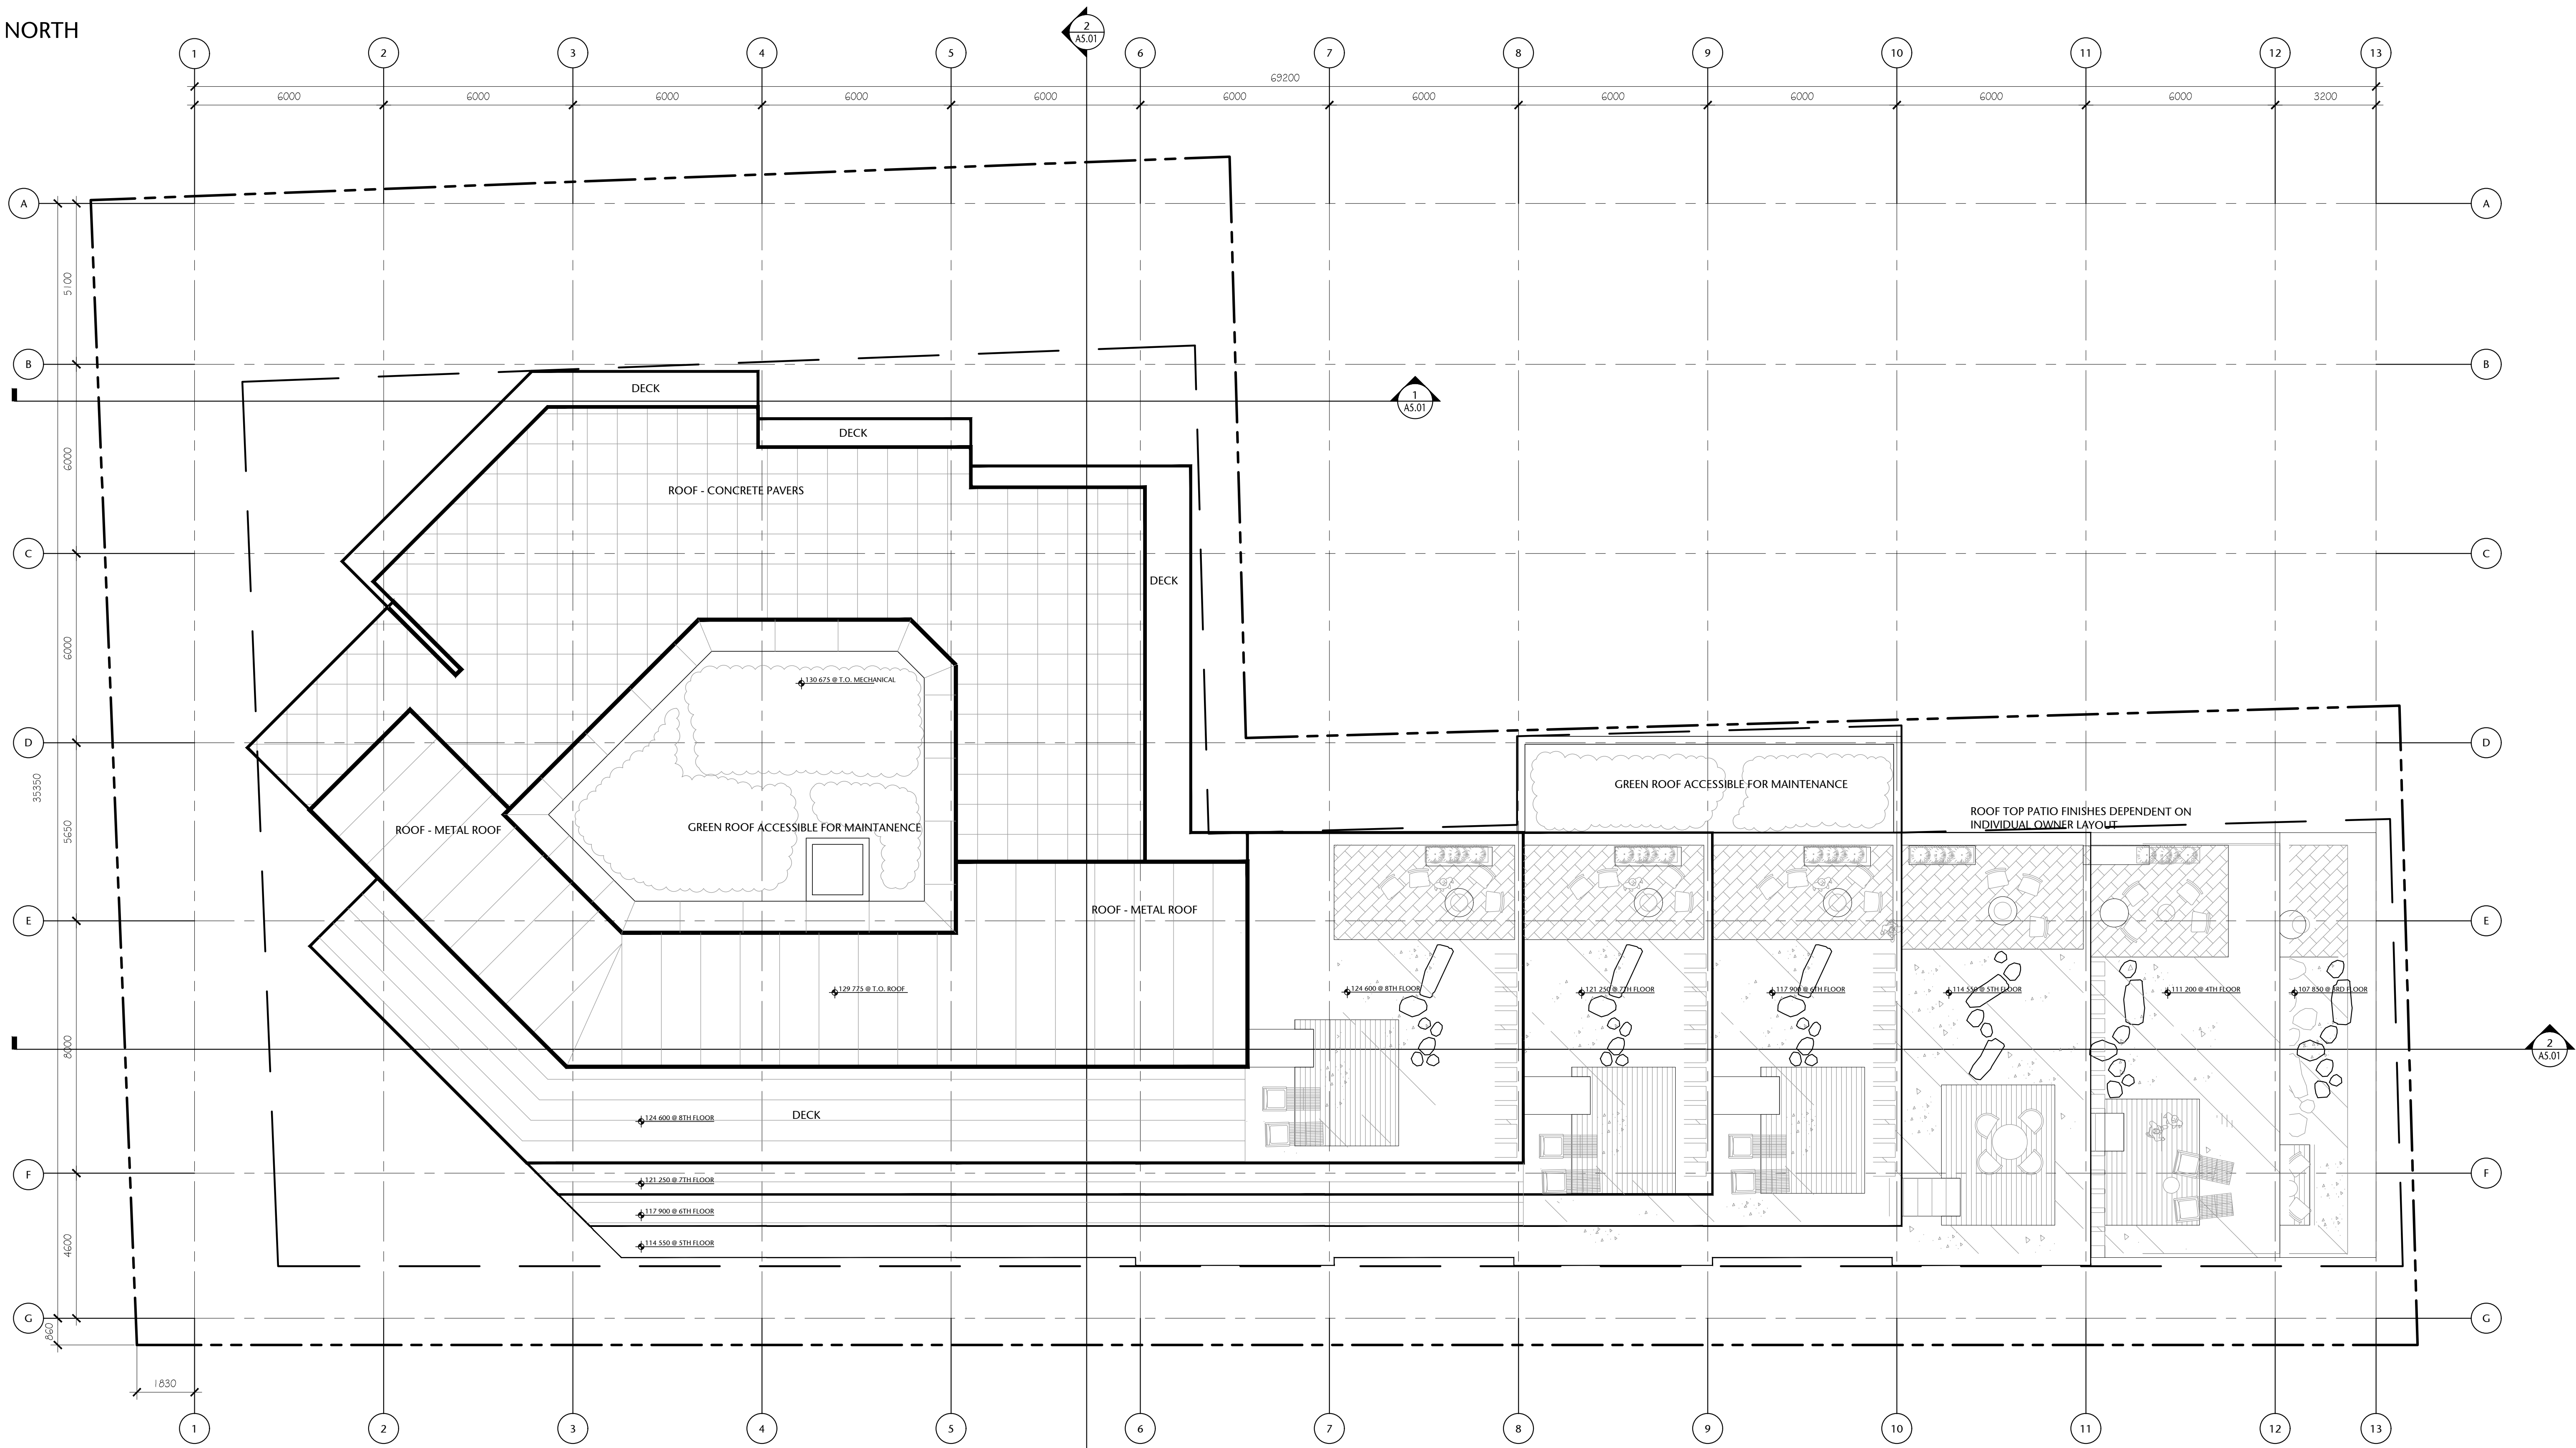 NORTH
2
A5.01
1 2 3 4 5 6 7 8 9 10 11 12 13
69200
6000 6000 6000 6000 6000 6000 6000 6000 6000 6000 6000 3200
A A
5100
B B
DECK
1
A5.01
DECK
6000
ROOF - CONCRETE PAVERS
C C
DECK
6000
130 675 @ T.O. MECHANICAL
D D
35350
GREEN ROOF ACCESSIBLE FOR MAINTENANCE
ROOF TOP PATIO FINISHES DEPENDENT ON
INDIVIDUAL OWNER LAYOUT
5650
ROOF - METAL ROOF
GREEN ROOF ACCESSIBLE FOR MAINTANENCE
ROOF - METAL ROOF
E E
129 775 @ T.O. ROOF
124 600 @ 8TH FLOOR
121 250 @ 7TH FLOOR
117 900 @ 6TH FLOOR
114 550 @ 5TH FLOOR
111 200 @ 4TH FLOOR
107 850 @ 3RD FLOOR
8000
2
A5.01
124 600 @ 8TH FLOOR
DECK
F F
121 250 @ 7TH FLOOR
117 900 @ 6TH FLOOR
114 550 @ 5TH FLOOR
4600
G G
860
1830
1 2 3 4 5 6 7 8 9 10 11 12 13